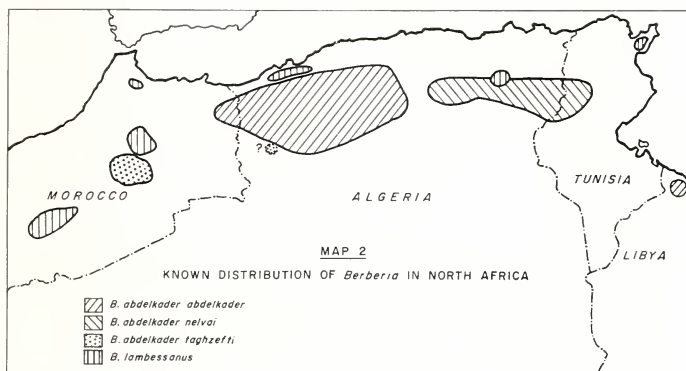 ?
MOROCCO
ALGERIA
TUNISIA
LIBYA
MAP 2
KNOWN DISTRIBUTION OF Berberia IN NORTH AFRICA
B. abdelkader abdelkader
B. abdelkader nelvai
B. abdelkader taghzefti
B. lambessanus